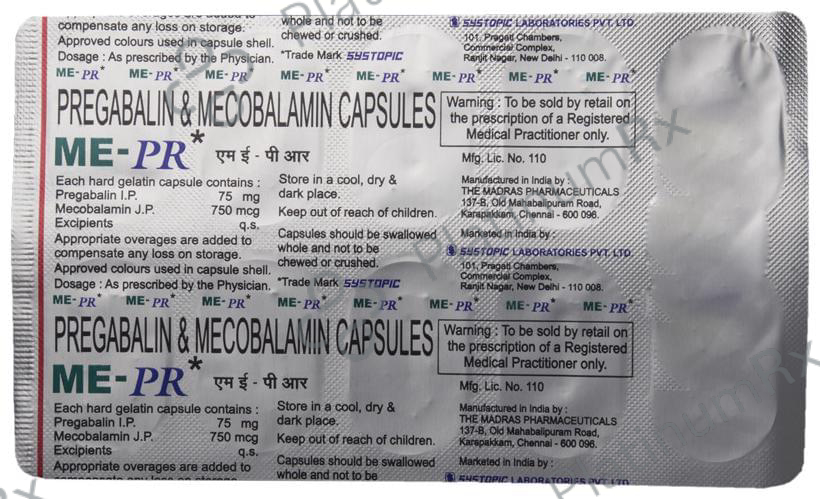 compensate any loss on storage.
Approved colours used in capsule shell.
Dosage : As prescribed by the Physician.
whole and not to be
chewed or crushed.
*Trade Mark SYSTOPIC
SYSTOPIC LABORATORIES PVT. LTD.
101, Pragati Chambers,
Commercial Complex,
Ranjit Nagar, New Delhi - 110 008.
ME-PR* ME-PR* ME-PR* ME-PR* ME-PR* ME-PR* ME-PR* ME-PR*
PREGABALIN & MECOBALAMIN CAPSULES
ME-PR* एम ई - पी आर
Warning : To be sold by retail on
the prescription of a Registered
Medical Practitioner only.
Each hard gelatin capsule contains :
Pregabalin I.P. 75 mg
Mecobalamin J.P. 750 mcg
Excipients q.s.
Appropriate overages are added to
compensate any loss on storage.
Approved colours used in capsule shell.
Dosage : As prescribed by the Physician.
Store in a cool, dry &
dark place.
Keep out of reach of children.
Capsules should be swallowed
whole and not to be
chewed or crushed.
*Trade Mark SYSTOPIC
Mfg. Lic. No. 110
Manufactured in India by :
THE MADRAS PHARMACEUTICALS
137-B, Old Mahabalipuram Road,
Karapakkam, Chennai - 600 096.
Marketed in India by :
SYSTOPIC LABORATORIES PVT. LTD.
101, Pragati Chambers,
Commercial Complex,
Ranjit Nagar, New Delhi - 110 008.
ME-PR* ME-PR* ME-PR* ME-PR* ME-PR* ME-PR* ME-PR* ME-PR*
PREGABALIN & MECOBALAMIN CAPSULES
ME-PR* एम ई - पी आर
Warning : To be sold by retail on
the prescription of a Registered
Medical Practitioner only.
Each hard gelatin capsule contains :
Pregabalin I.P. 75 mg
Mecobalamin J.P. 750 mcg
Excipients q.s.
Appropriate overages are added to
compensate any loss on storage.
Store in a cool, dry &
dark place.
Keep out of reach of children.
Capsules should be swallowed
whole and not to be
Mfg. Lic. No. 110
Manufactured in India by :
THE MADRAS PHARMACEUTICALS
137-B, Old Mahabalipuram Road,
Karapakkam, Chennai - 600 096.
Marketed in India by :
SYSTOPIC LABORATORIES PVT. LTD.